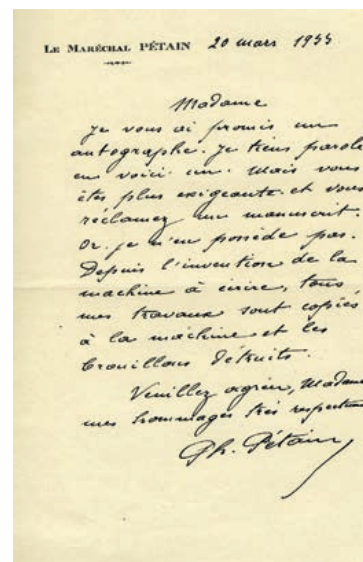 LE MARÉCHAL PÉTAIN 20 mars 1933
Madame
je vous ai promis un
autographe. je tiens parole
en voici un. Mais vous
êtes plus exigeante et vous
réclamez un manuscrit.
Or je n'en possède pas.
Depuis l'invention de la
machine à écrire, tous
mes travaux sont copiés
à la machine et les
brouillons détruits.
Veuillez agréer, Madame
mes hommages très
Ph. Pétain